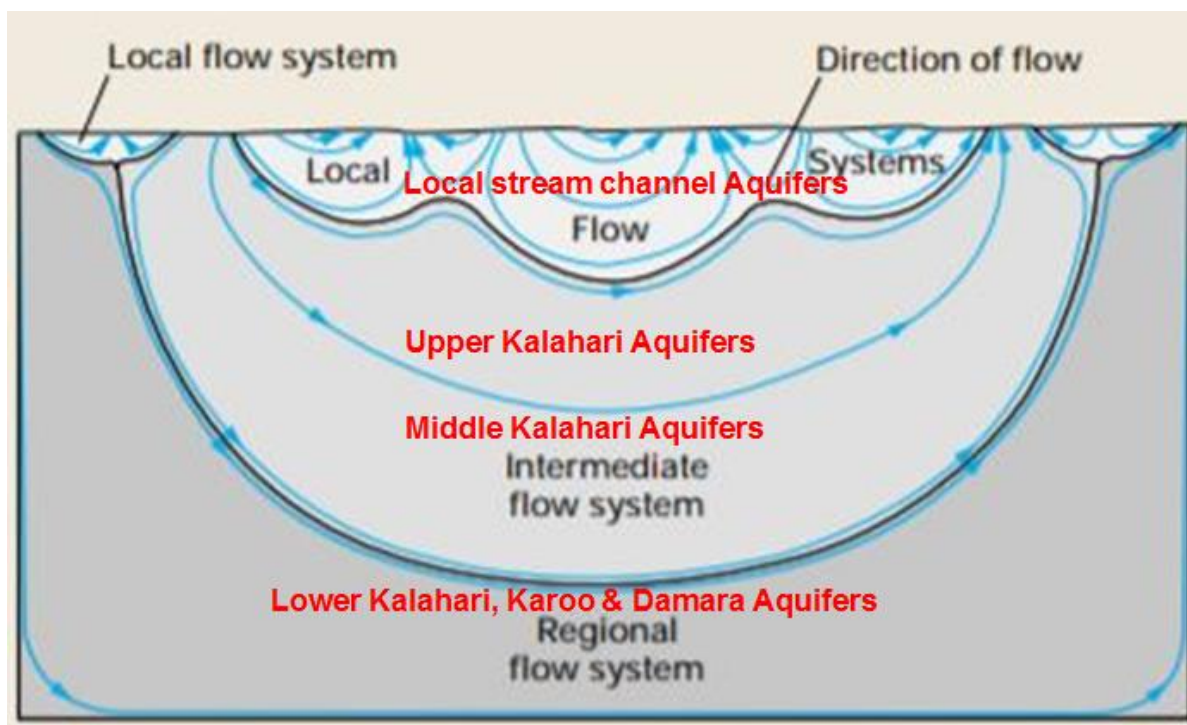 Local flow system
Direction of flow
Local
Systems
Local stream channel Aquifers
Flow
Upper Kalahari Aquifers
Middle Kalahari Aquifers
Intermediate
flow system
Lower Kalahari, Karoo & Damara Aquifers
Regional
flow system